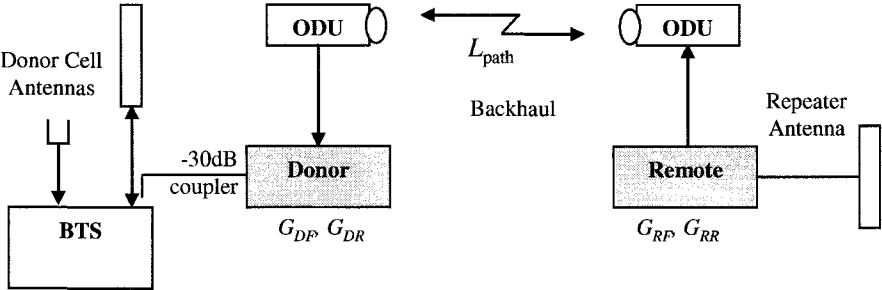 ODU
ODU
Donor Cell
Antennas
L_path
Backhaul
Repeater
Antenna
-30dB
coupler
Donor
Remote
BTS
G_DF, G_DR
G_RF, G_RR